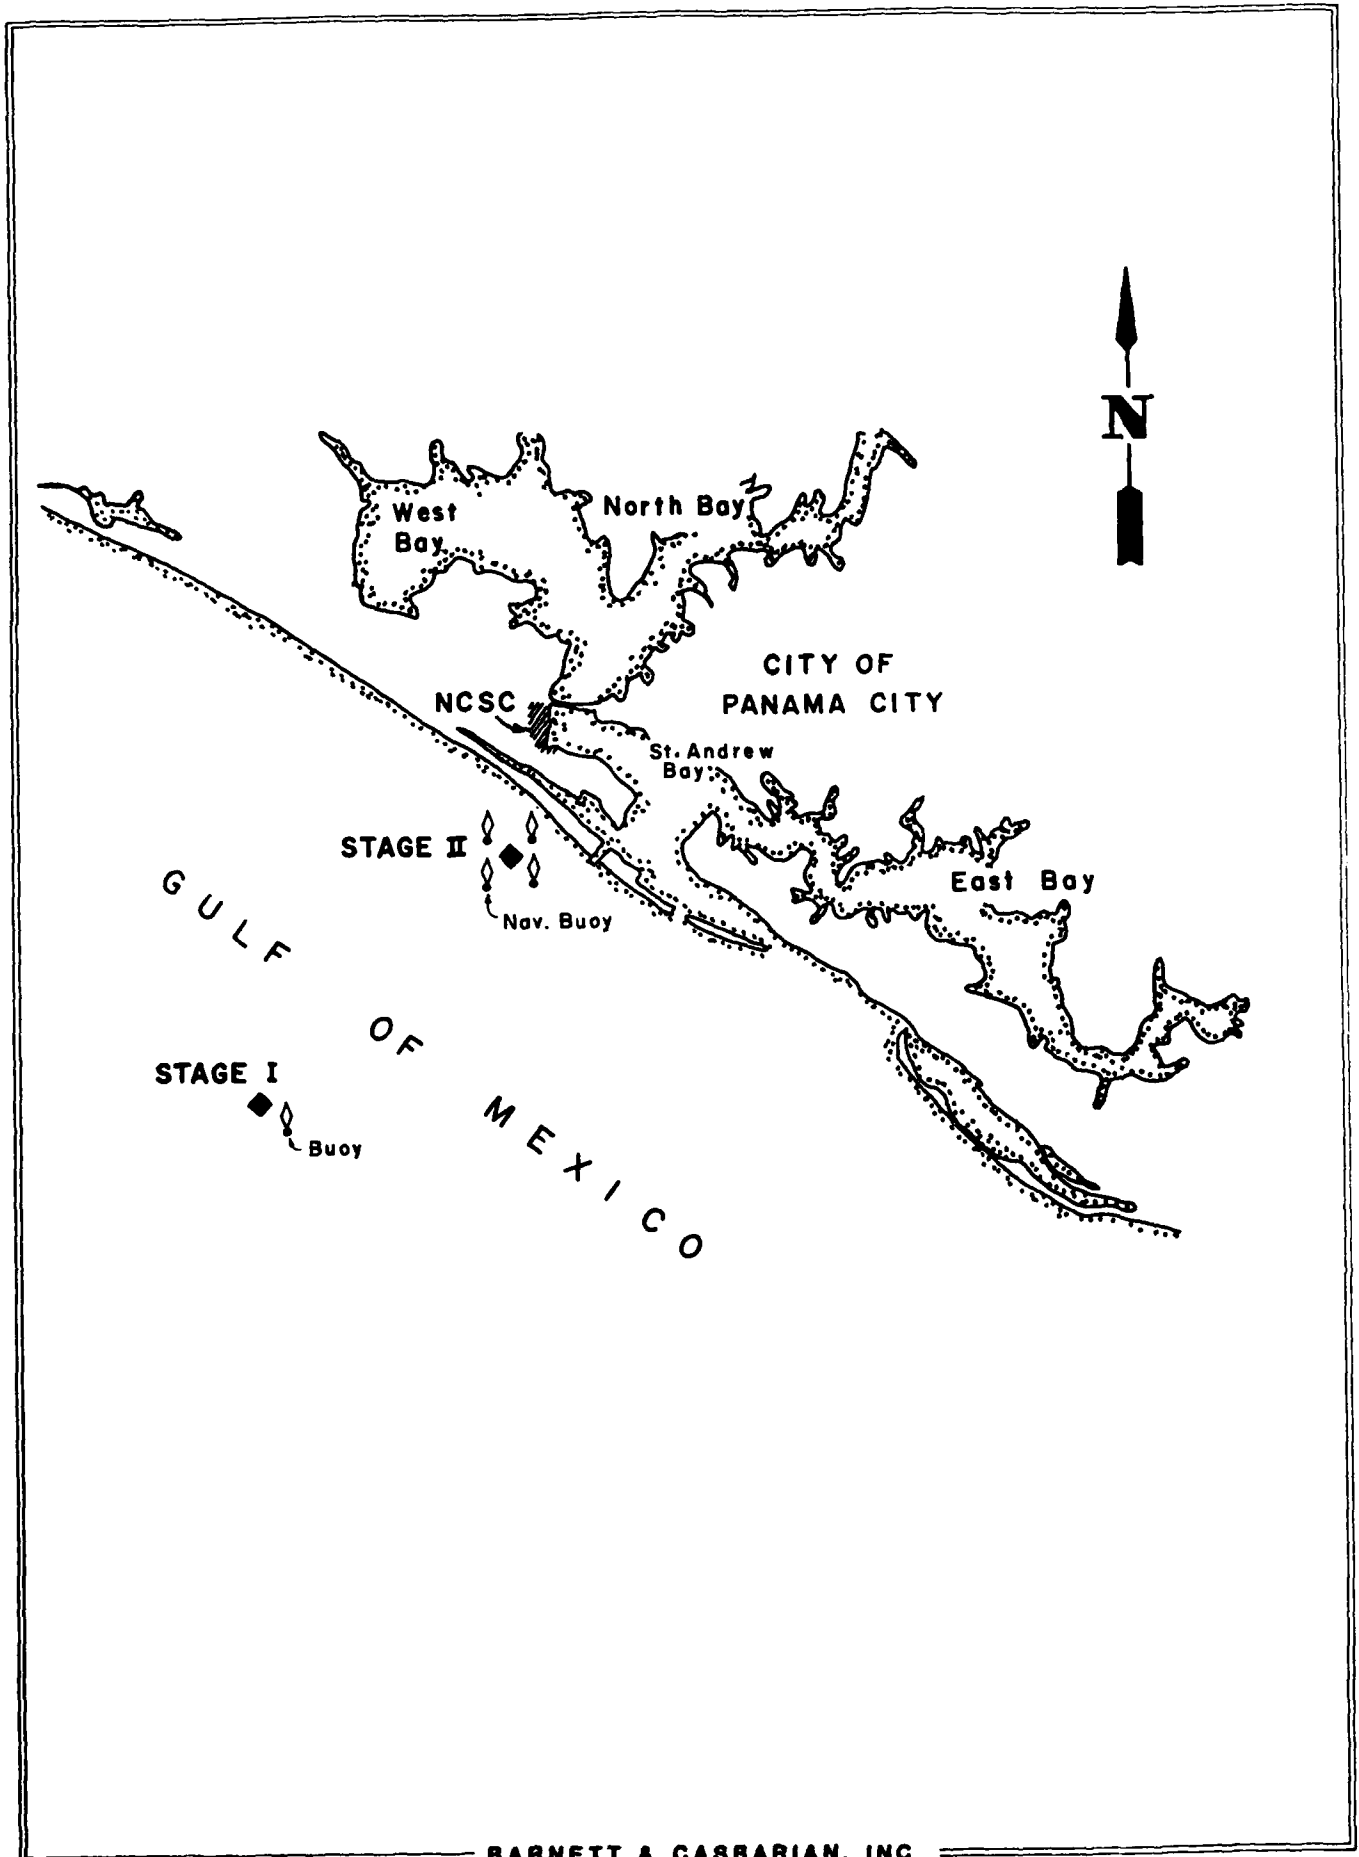 N
West
Bay
North Bay
CITY OF
PANAMA CITY
NCSC
St. Andrew
Bay
STAGE II
East Bay
Nav. Buoy
GULF OF MEXICO
STAGE I
Buoy
BARNETT & CASBARIAN, INC.